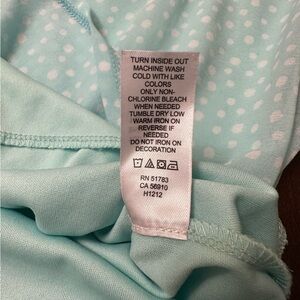 TURN INSIDE OUT
MACHINE WASH
COLD WITH LIKE
COLORS
ONLY NON-
CHLORINE BLEACH
WHEN NEEDED
TUMBLE DRY LOW
WARM IRON ON
REVERSE IF
NEEDED
DO NOT IRON ON
DECORATION
RN 51783
CA 56910
H1212